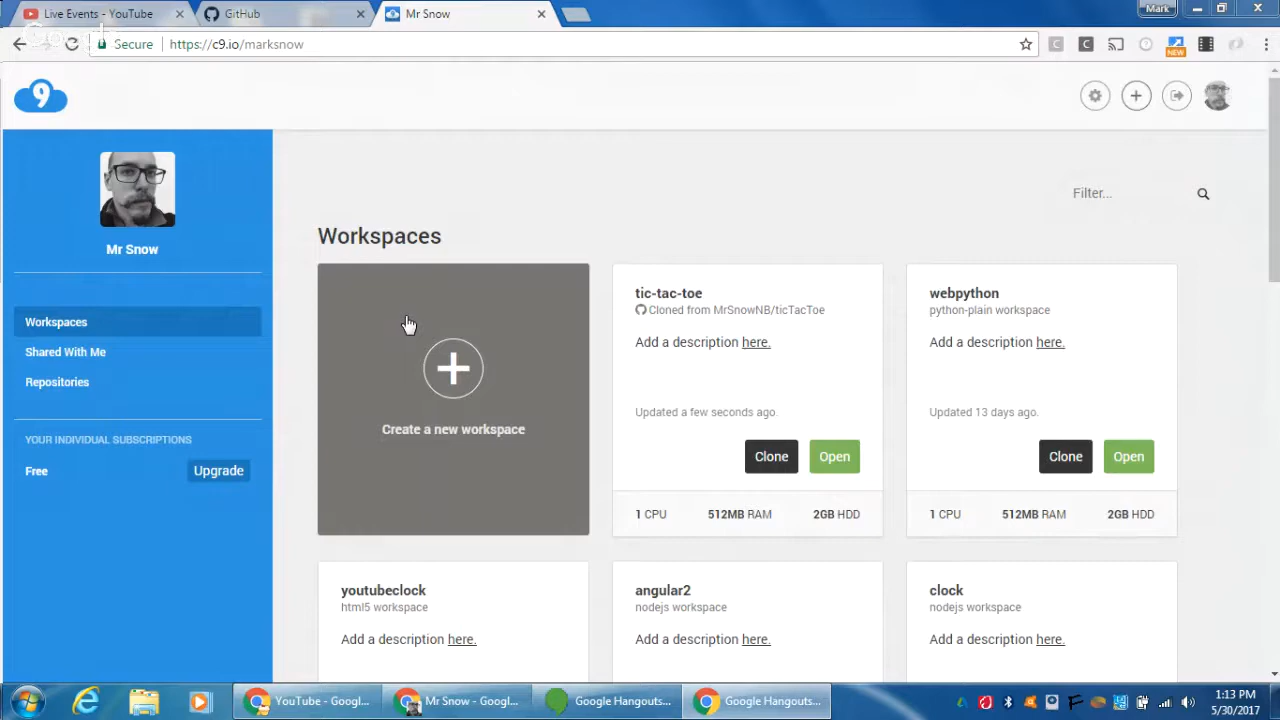 Live Events - YouTube
GitHub
Mr Snow
Mark
Secure
https://c9.io/marksnow
NEW
9
Filter...
Mr Snow
Workspaces
Shared With Me
Repositories
YOUR INDIVIDUAL SUBSCRIPTIONS
Free
Upgrade
Workspaces
Create a new workspace
tic-tac-toe
Cloned from MrSnowNB/ticTacToe
Add a description here.
Updated a few seconds ago.
Clone
Open
1 CPU
512MB RAM
2GB HDD
webpython
python-plain workspace
Add a description here.
Updated 13 days ago.
Clone
Open
1 CPU
512MB RAM
2GB HDD
youtubeclock
html5 workspace
Add a description here.
angular2
nodejs workspace
Add a description here.
clock
nodejs workspace
Add a description here.
YouTube - Googl...
Mr Snow - Googl...
Google Hangouts...
Google Hangouts...
1:13 PM
5/30/2017